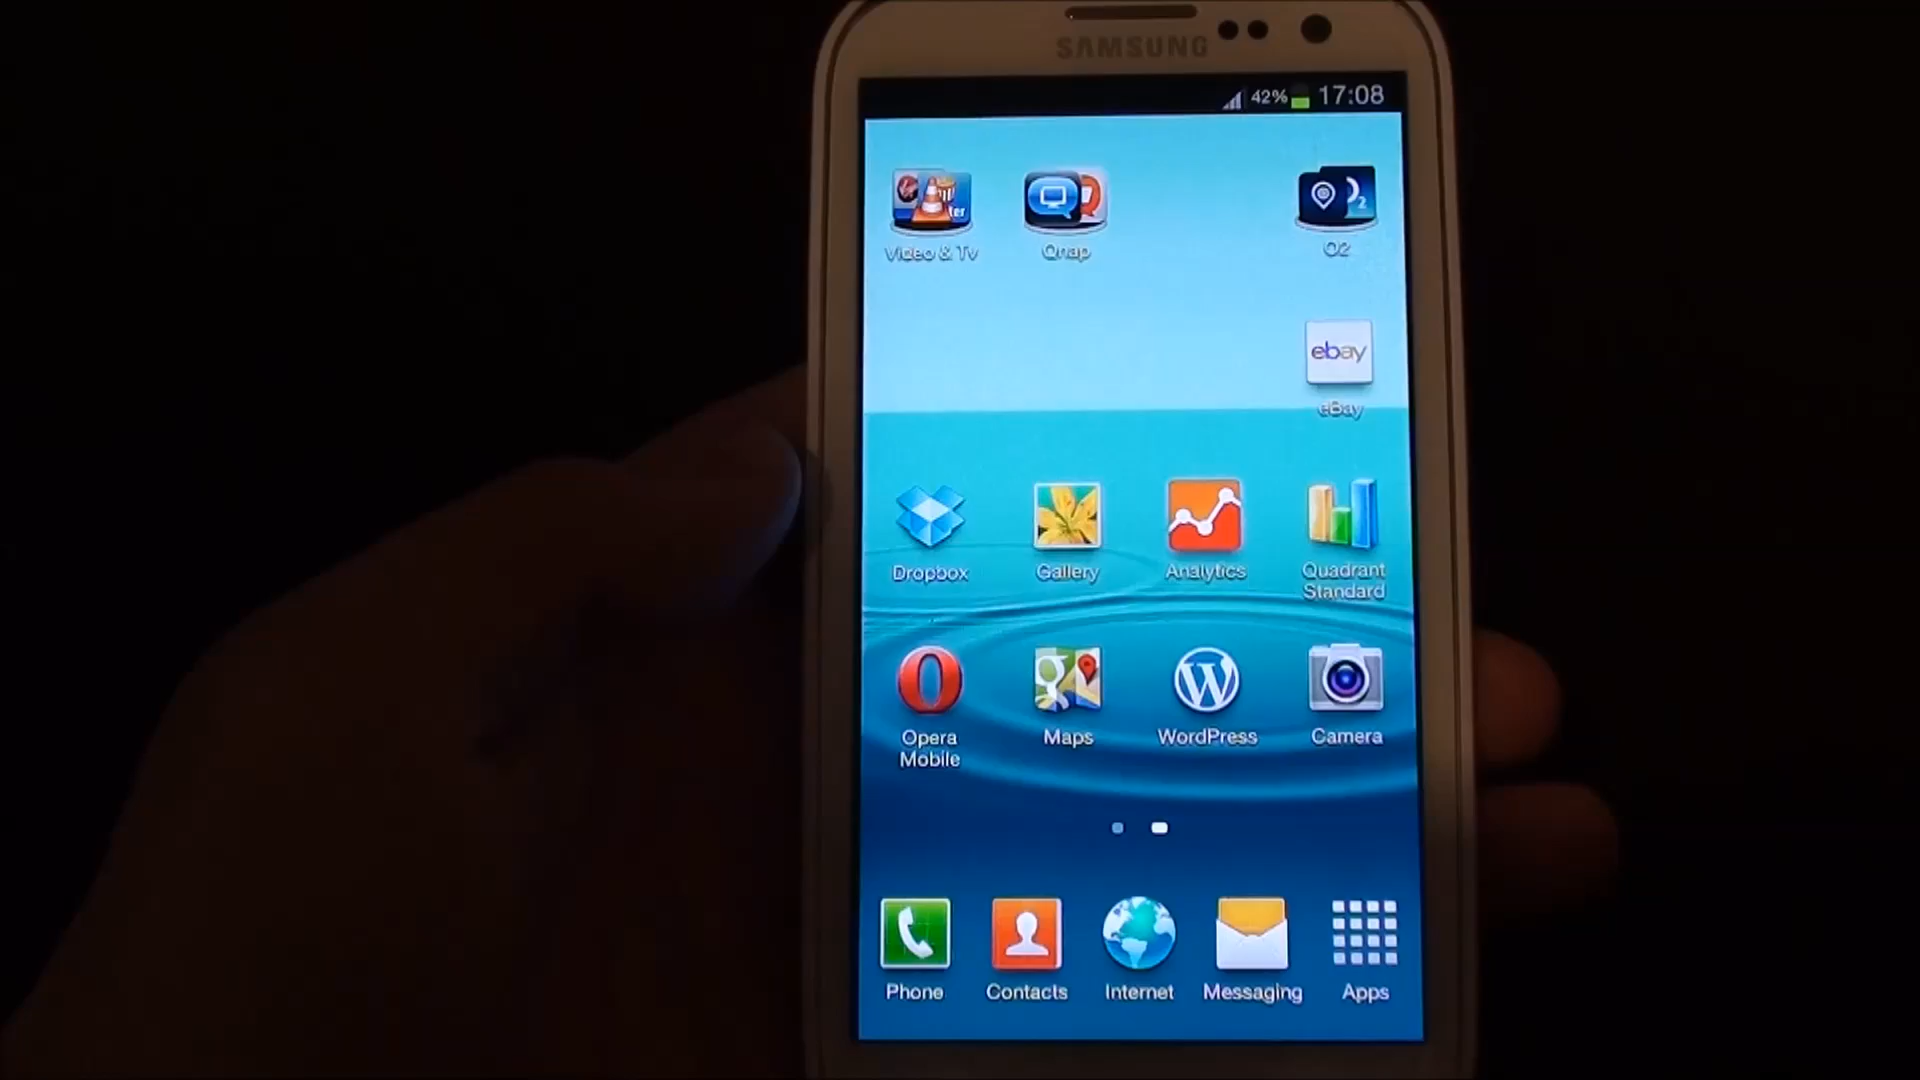 SAMSUNG
42% 17:08
Video & Tv
Qnap
O2
ebay
eBay
Dropbox
Gallery
Analytics
Quadrant
Standard
Opera
Mobile
Maps
WordPress
Camera
Phone
Contacts
Internet
Messaging
Apps